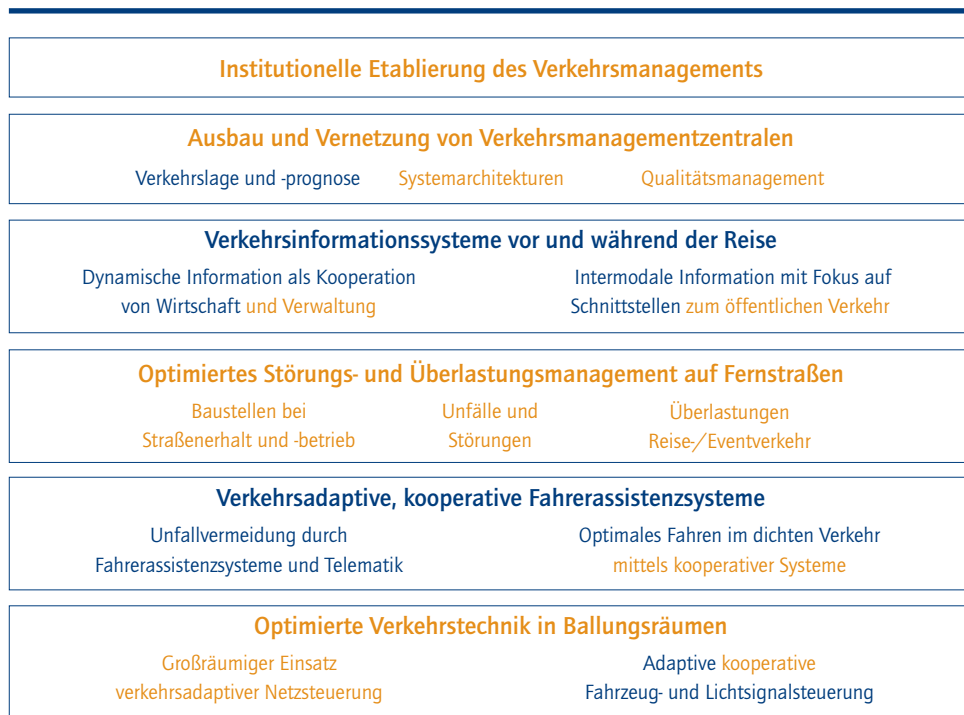 Institutionelle Etablierung des Verkehrsmanagements
Ausbau und Vernetzung von Verkehrsmanagementzentralen
Verkehrslage und -prognose Systemarchitekturen Qualitätsmanagement
Verkehrsinformationssysteme vor und während der Reise
Dynamische Information als Kooperation
von Wirtschaft und Verwaltung
Intermodale Information mit Fokus auf
Schnittstellen zum öffentlichen Verkehr
Optimiertes Störungs- und Überlastungsmanagement auf Fernstraßen
Baustellen bei
Straßenerhalt und -betrieb
Unfälle und
Störungen
Überlastungen
Reise-/Eventverkehr
Verkehrsadaptive, kooperative Fahrerassistenzsysteme
Unfallvermeidung durch
Fahrerassistenzsysteme und Telematik
Optimales Fahren im dichten Verkehr
mittels kooperativer Systeme
Optimierte Verkehrstechnik in Ballungsräumen
Großräumiger Einsatz
verkehrsadaptiver Netzsteuerung
Adaptive kooperative
Fahrzeug- und Lichtsignalsteuerung